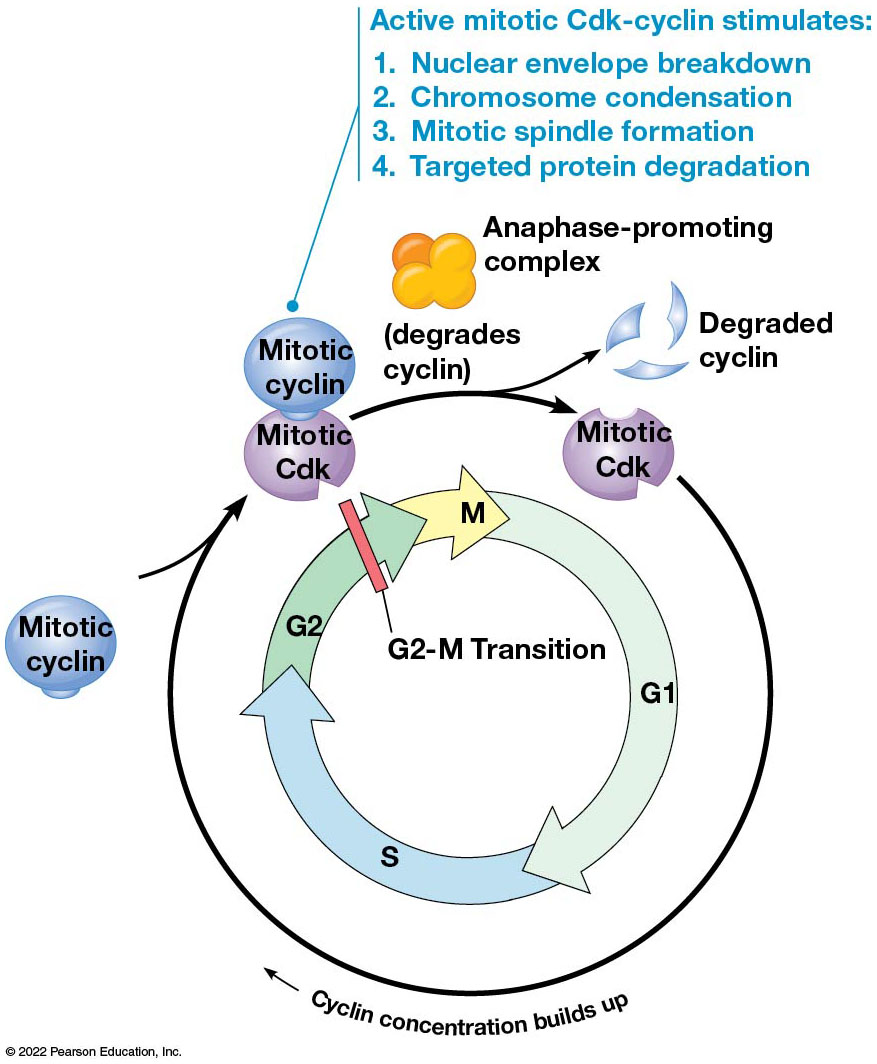 Active mitotic Cdk-cyclin stimulates:
1. Nuclear envelope breakdown
2. Chromosome condensation
3. Mitotic spindle formation
4. Targeted protein degradation
Anaphase-promoting
complex
(degrades
cyclin)
Degraded
cyclin
Mitotic
cyclin
Mitotic
Cdk
Mitotic
Cdk
M
G2
G2-M Transition
Mitotic
cyclin
G1
S
Cyclin concentration builds up
© 2022 Pearson Education, Inc.